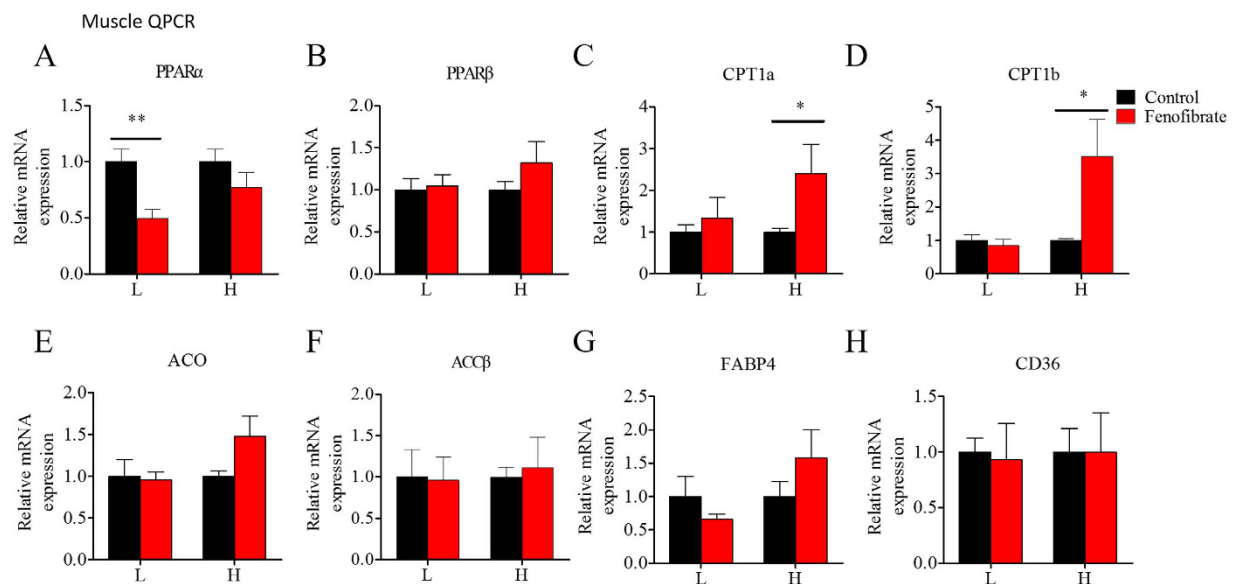 Muscle QPCR
A
PPARα
Relative mRNA
expression
1.5
1.0
0.5
0.0
**
L
H
B
PPARβ
Relative mRNA
expression
2.0
1.5
1.0
0.5
0.0
L
H
C
CPT1a
Relative mRNA
expression
4
3
2
1
0
*
L
H
D
CPT1b
Relative mRNA
expression
5
4
3
2
1
0
*
L
H
Control
Fenofibrate
E
ACO
Relative mRNA
expression
2.0
1.5
1.0
0.5
0.0
L
H
F
ACCβ
Relative mRNA
expression
2.0
1.5
1.0
0.5
0.0
L
H
G
FABP4
Relative mRNA
expression
2.5
2.0
1.5
1.0
0.5
0.0
L
H
H
CD36
Relative mRNA
expression
1.5
1.0
0.5
0.0
L
H